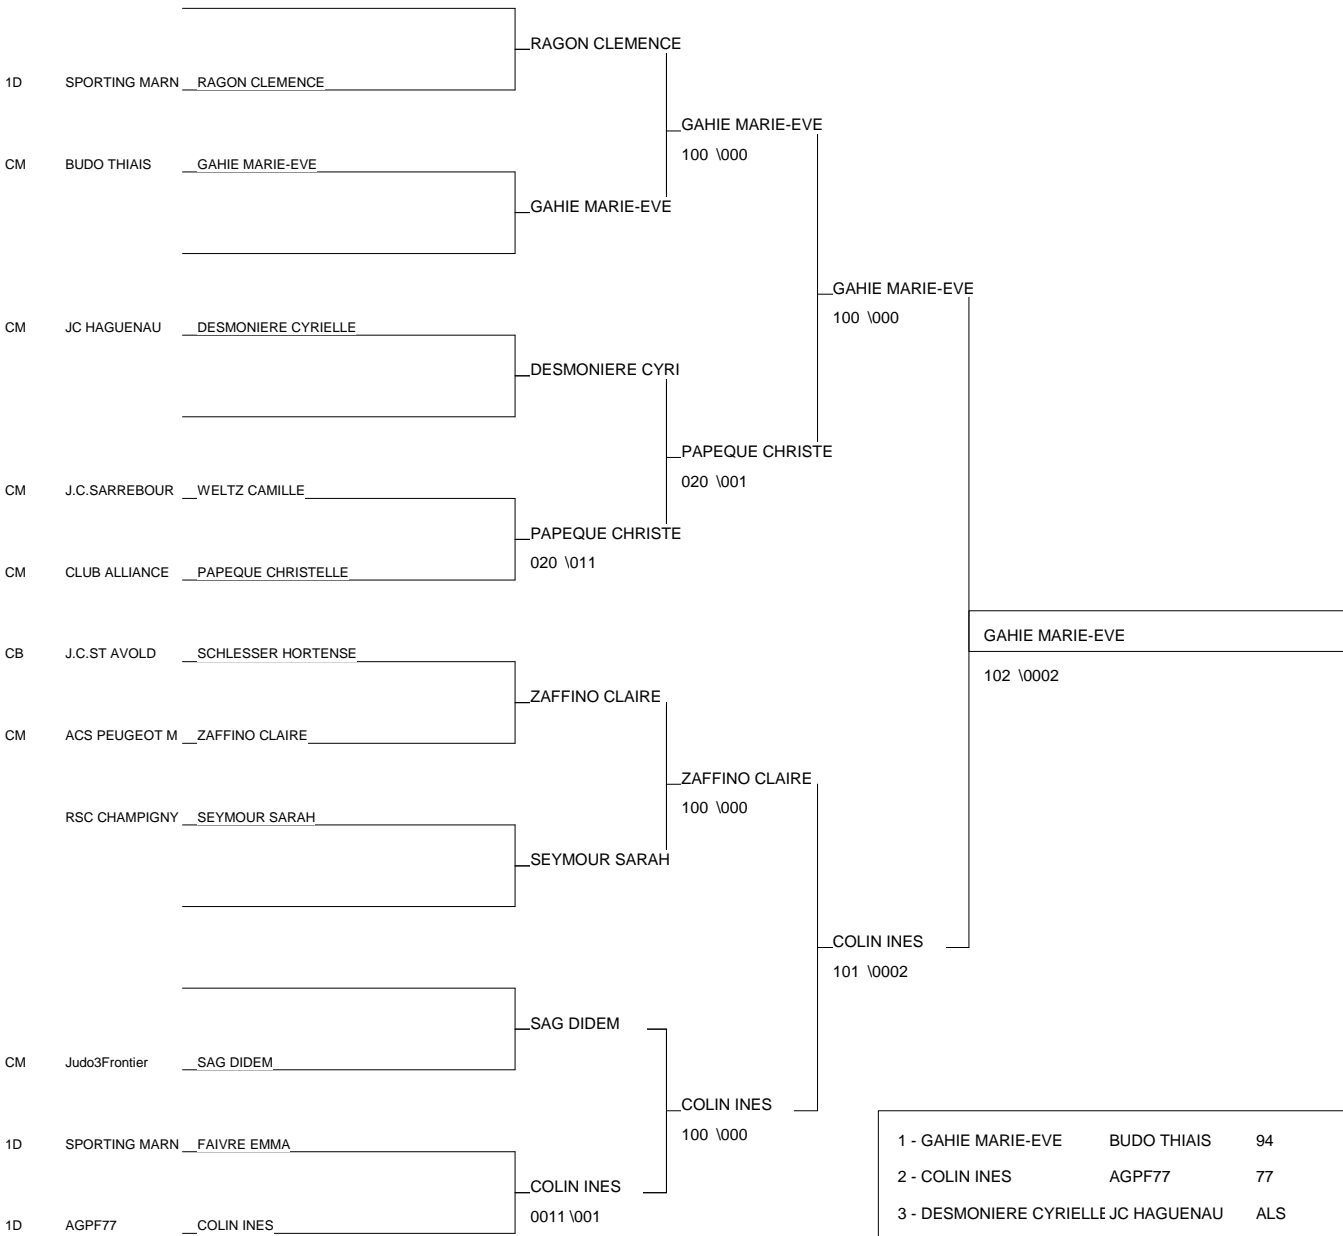 RAGON CLEMENCE
1D SPORTING MARN RAGON CLEMENCE
GAHIE MARIE-EVE
100 \000
CM BUDO THIAIS GAHIE MARIE-EVE
GAHIE MARIE-EVE
GAHIE MARIE-EVE
100 \000
CM JC HAGUENAU DESMONIERE CYRIELLE
DESMONIERE CYRI
PAPEQUE CHRISTE
020 \001
CM J.C.SARREBOUR WELTZ CAMILLE
PAPEQUE CHRISTE
020 \011
CM CLUB ALLIANCE PAPEQUE CHRISTELLE
GAHIE MARIE-EVE
102 \0002
CB J.C.ST AVOLD SCHLESSER HORTENSE
ZAFFINO CLAIRE
CM ACS PEUGEOT M ZAFFINO CLAIRE
ZAFFINO CLAIRE
100 \000
RSC CHAMPIGNY SEYMOUR SARAH
SEYMOUR SARAH
COLIN INES
101 \0002
SAG DIDEM
CM Judo3Frontier SAG DIDEM
COLIN INES
100 \000
1D SPORTING MARN FAIVRE EMMA
COLIN INES
0011 \001
1D AGPF77 COLIN INES
1 - GAHIE MARIE-EVE BUDO THIAIS 94
2 - COLIN INES AGPF77 77
3 - DESMONIERE CYRIELLE JC HAGUENAU ALS